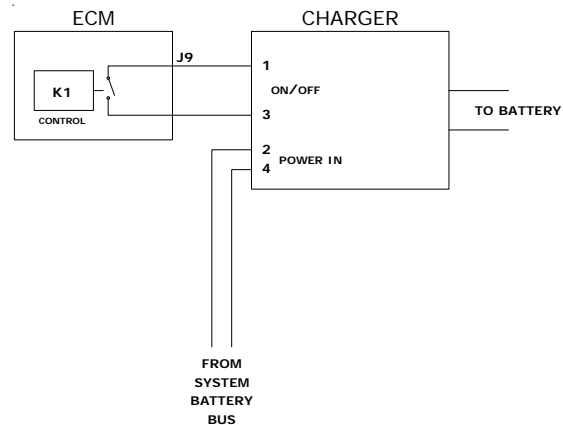 ECM
CHARGER
J9
K1
CONTROL
1
ON/OFF
3
2
POWER IN
4
TO BATTERY
FROM
SYSTEM
BATTERY
BUS